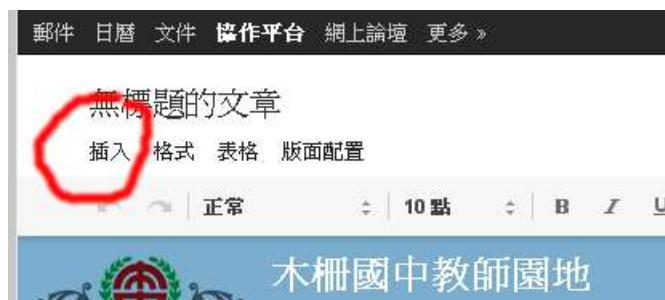 郵件 日曆 文件 協作平台 網上論壇 更多 »
無標題的文章
插入 格式 表格 版面配置
正常 10 點 B I U
木柵國中教師園地